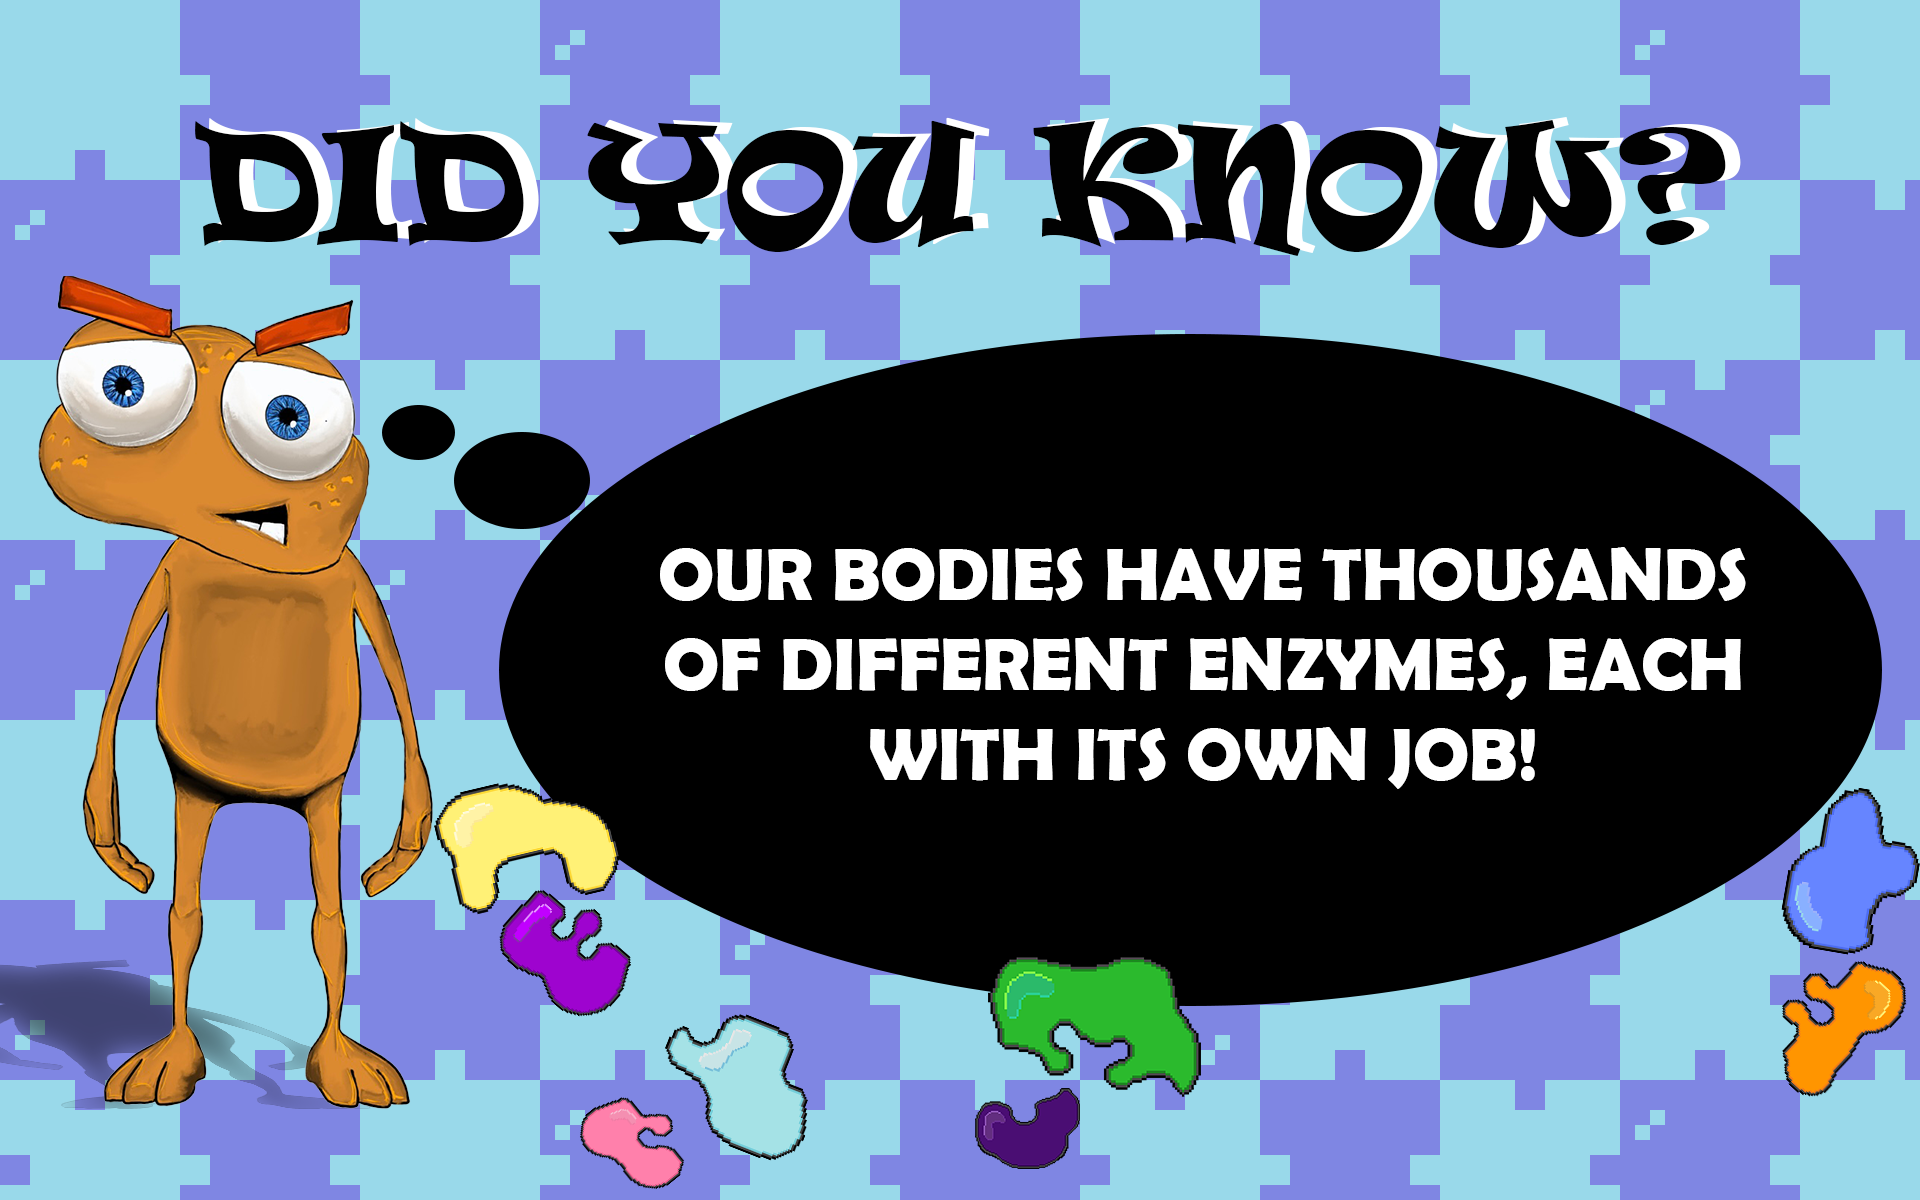 DID YOU KNOW?
OUR BODIES HAVE THOUSANDS
OF DIFFERENT ENZYMES, EACH
WITH ITS OWN JOB!